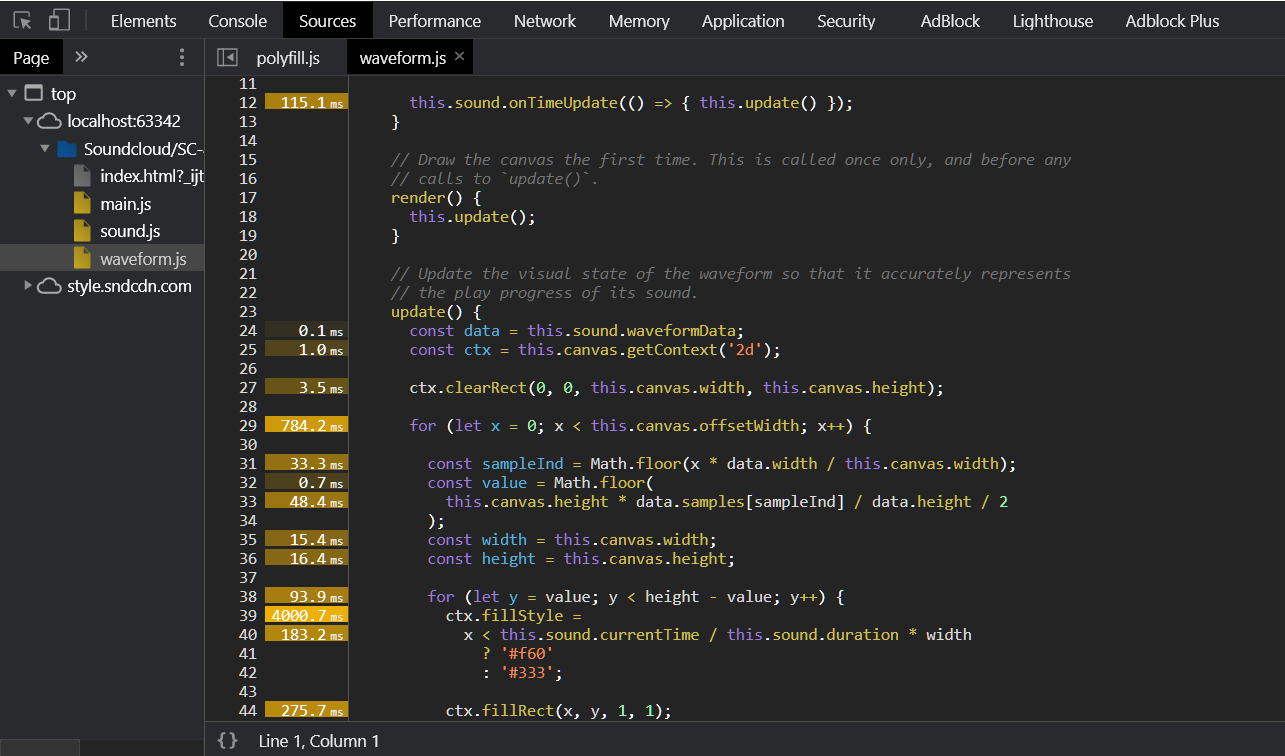 Elements Console Sources Performance Network Memory Application Security AdBlock Lighthouse Adblock Plus
Page » polyfill.js waveform.js ×
top
localhost:63342
Soundcloud/SC-
index.html?_ijt
main.js
sound.js
waveform.js
style.sndcdn.com
11
12 115.1 ms this.sound.onTimeUpdate(() => { this.update() });
13 }
14
15 // Draw the canvas the first time. This is called once only, and before any
16 // calls to `update()`.
17 render() {
18 this.update();
19 }
20
21 // Update the visual state of the waveform so that it accurately represents
22 // the play progress of its sound.
23 update() {
24 0.1 ms const data = this.sound.waveformData;
25 1.0 ms const ctx = this.canvas.getContext('2d');
26
27 3.5 ms ctx.clearRect(0, 0, this.canvas.width, this.canvas.height);
28
29 784.2 ms for (let x = 0; x < this.canvas.offsetWidth; x++) {
30
31 33.3 ms const sampleInd = Math.floor(x * data.width / this.canvas.width);
32 0.7 ms const value = Math.floor(
33 48.4 ms this.canvas.height * data.samples[sampleInd] / data.height / 2
34 );
35 15.4 ms const width = this.canvas.width;
36 16.4 ms const height = this.canvas.height;
37
38 93.9 ms for (let y = value; y < height - value; y++) {
39 4000.7 ms ctx.fillStyle =
40 183.2 ms x < this.sound.currentTime / this.sound.duration * width
41 ? '#f60'
42 : '#333';
43
44 275.7 ms ctx.fillRect(x, y, 1, 1);
{} Line 1, Column 1